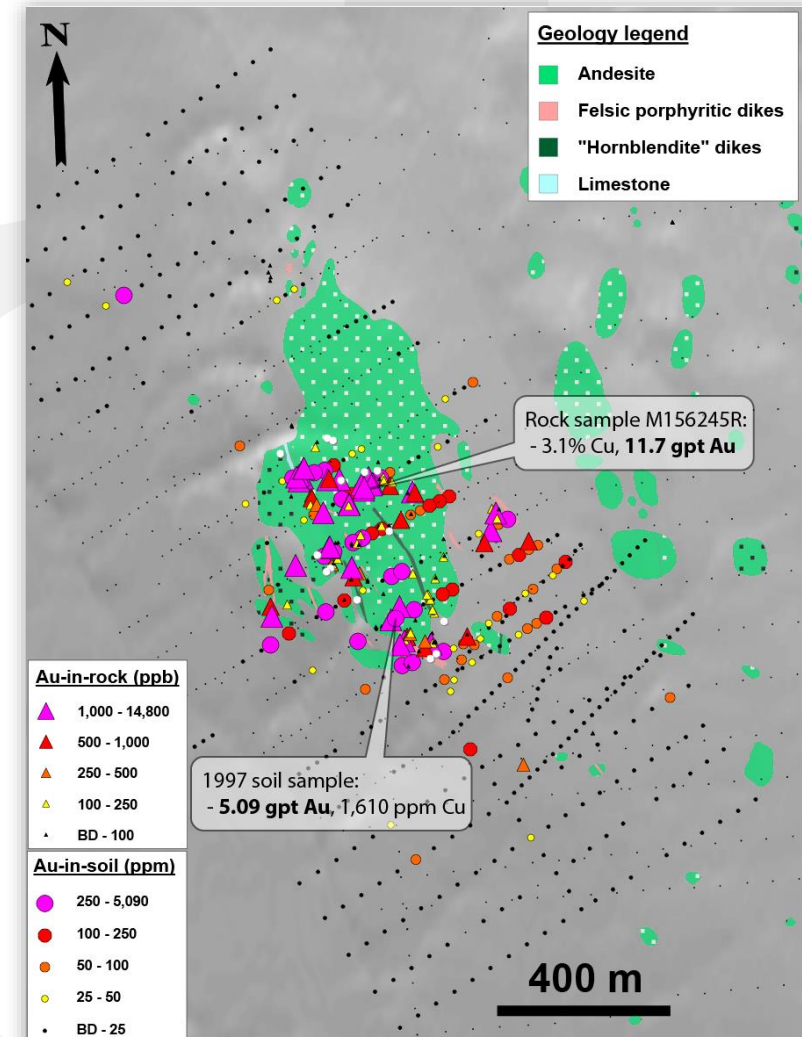 N
Geology legend
Andesite
Felsic porphyritic dikes
"Hornblendite" dikes
Limestone
Rock sample M156245R:
- 3.1% Cu, 11.7 gpt Au
Au-in-rock (ppb)
1,000 - 14,800
500 - 1,000
250 - 500
100 - 250
BD - 100
1997 soil sample:
- 5.09 gpt Au, 1,610 ppm Cu
Au-in-soil (ppm)
250 - 5,090
100 - 250
50 - 100
25 - 50
BD - 25
400 m